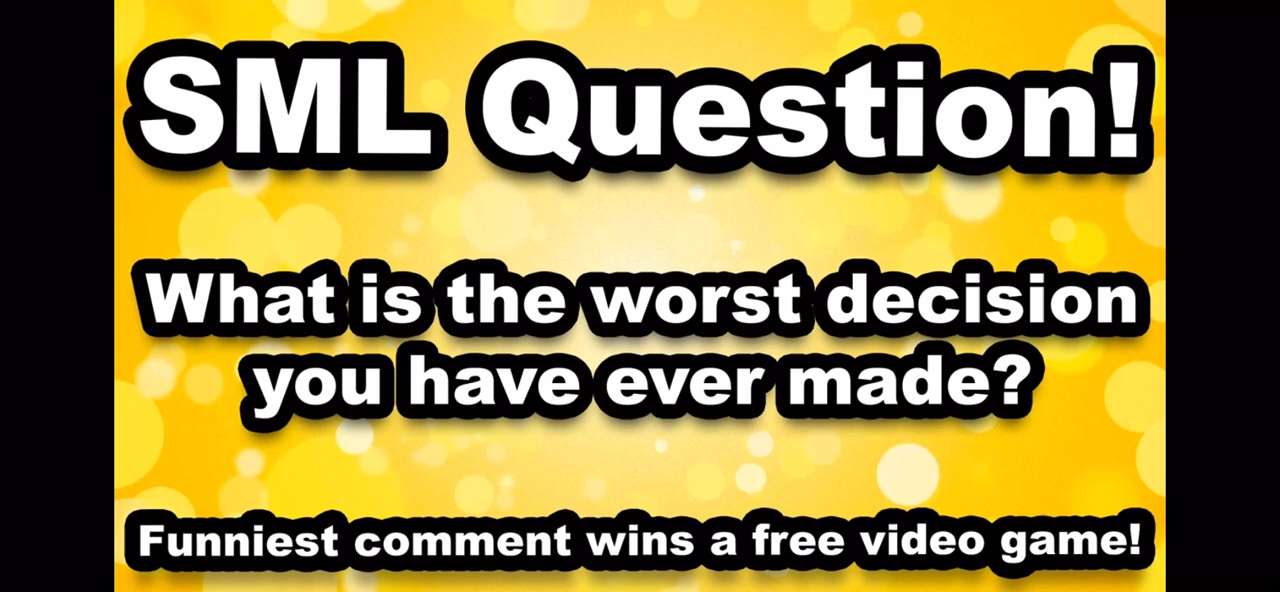 SML Question!
What is the worst decision
you have ever made?
Funniest comment wins a free video game!